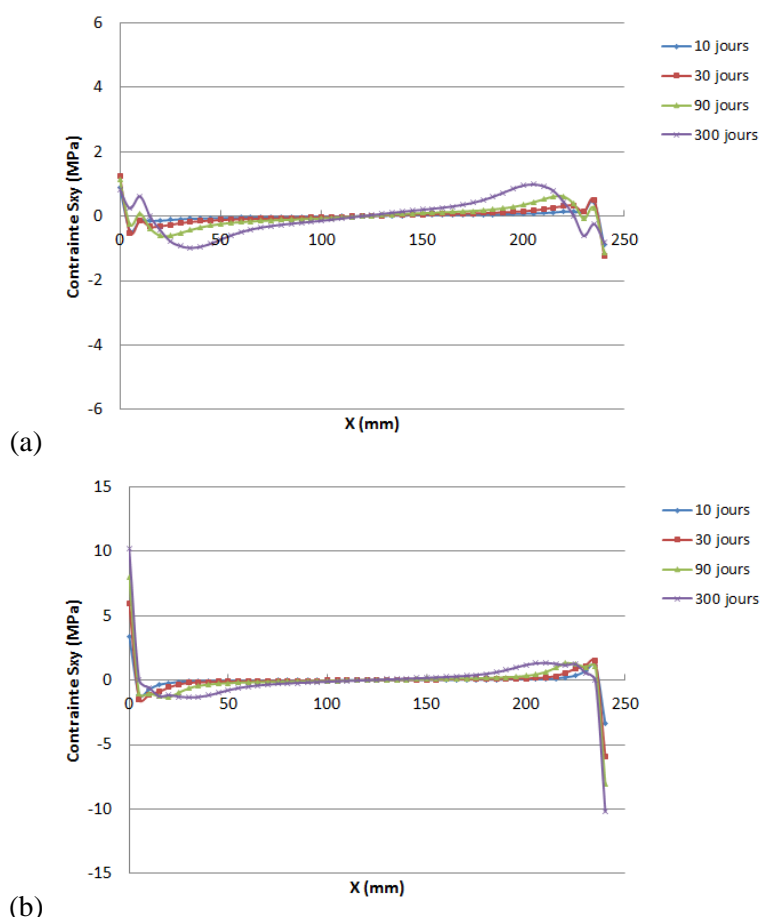 6
4
2
0
-2
-4
-6
0 50 100 150 200 250
Contrainte Sxy (MPa)
X (mm)
10 jours
30 jours
90 jours
300 jours
(a)
15
10
5
0
-5
-10
-15
0 50 100 150 200 250
Contrainte Sxy (MPa)
X (mm)
10 jours
30 jours
90 jours
300 jours
(b)